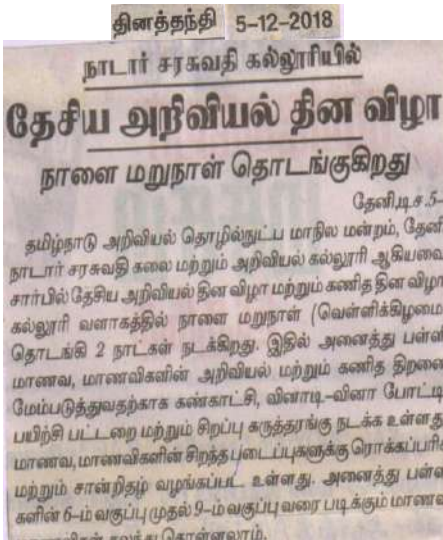 தினத்தந்தி 5-12-2018
நாடார் சரசுவதி கல்லூரியில்
தேசிய அறிவியல் தின விழா
நாளை மறுநாள் தொடங்குகிறது
தேனி,டிச.5-
தமிழ்நாடு அறிவியல் தொழில்நுட்ப மாநில மன்றம், தேனி
நாடார் சரசுவதி கலை மற்றும் அறிவியல் கல்லூரி ஆகியவை
சார்பில் தேசிய அறிவியல் தின விழா மற்றும் கணித தின விழா
கல்லூரி வளாகத்தில் நாளை மறுநாள் (வெள்ளிக்கிழமை
தொடங்கி 2 நாட்கள் நடக்கிறது. இதில் அனைத்து பள்ளி
மாணவ, மாணவிகளின் அறிவியல் மற்றும் கணித திறனை
மேம்படுத்துவதற்காக கண்காட்சி, வினாடி-வினா போட்டி,
பயிற்சி பட்டறை மற்றும் சிறப்பு கருத்தரங்கு நடக்க உள்ளது
மாணவ, மாணவிகளின் சிறந்த படைப்புகளுக்கு ரொக்கப்பரிசு
மற்றும் சான்றிதழ் வழங்கப்பட உள்ளது. அனைத்து பள்ளி
களின் 6-ம் வகுப்பு முதல் 9-ம் வகுப்பு வரை படிக்கும் மாணவ
கலந்து கொள்ளலாம்.